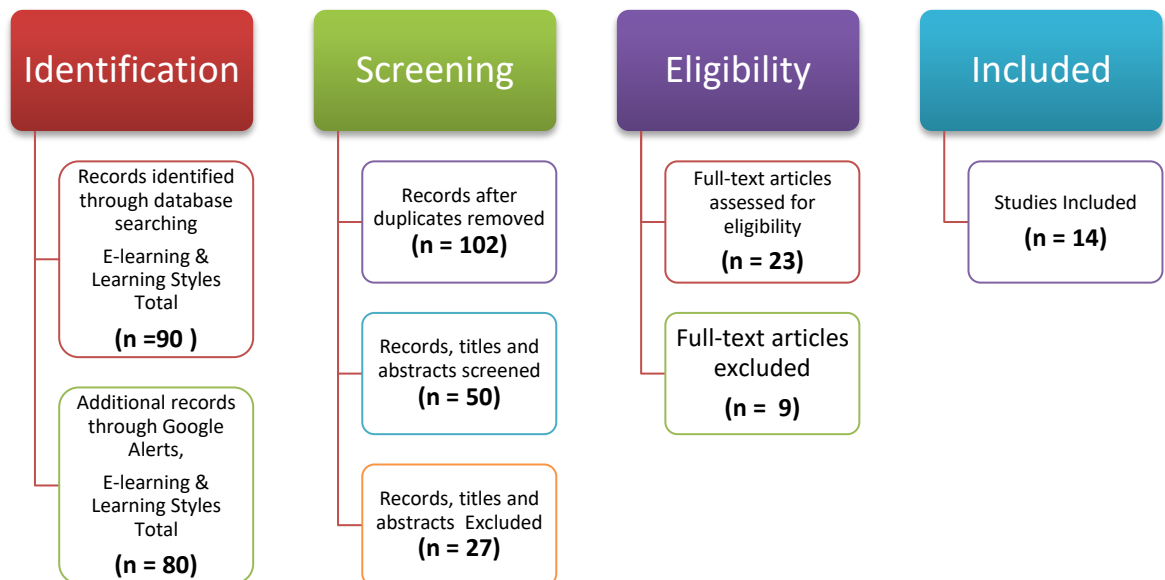 Identification
Records identified
through database
searching
E-learning &
Learning Styles
Total
(n =90 )
Additional records
through Google
Alerts,
E-learning &
Learning Styles
Total
(n = 80)
Screening
Records after
duplicates removed
(n = 102)
Records, titles and
abstracts screened
(n = 50)
Records, titles and
abstracts Excluded
(n = 27)
Eligibility
Full-text articles
assessed for
eligibility
(n = 23)
Full-text articles
excluded
(n = 9)
Included
Studies Included
(n = 14)